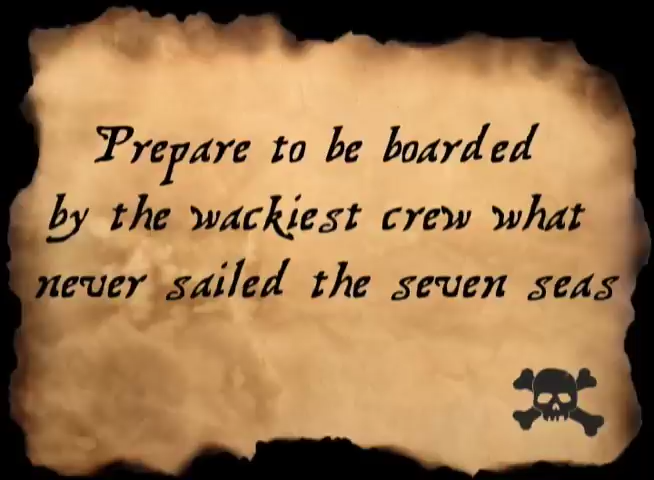 Prepare to be boarded
by the wackiest crew what
never sailed the seven seas